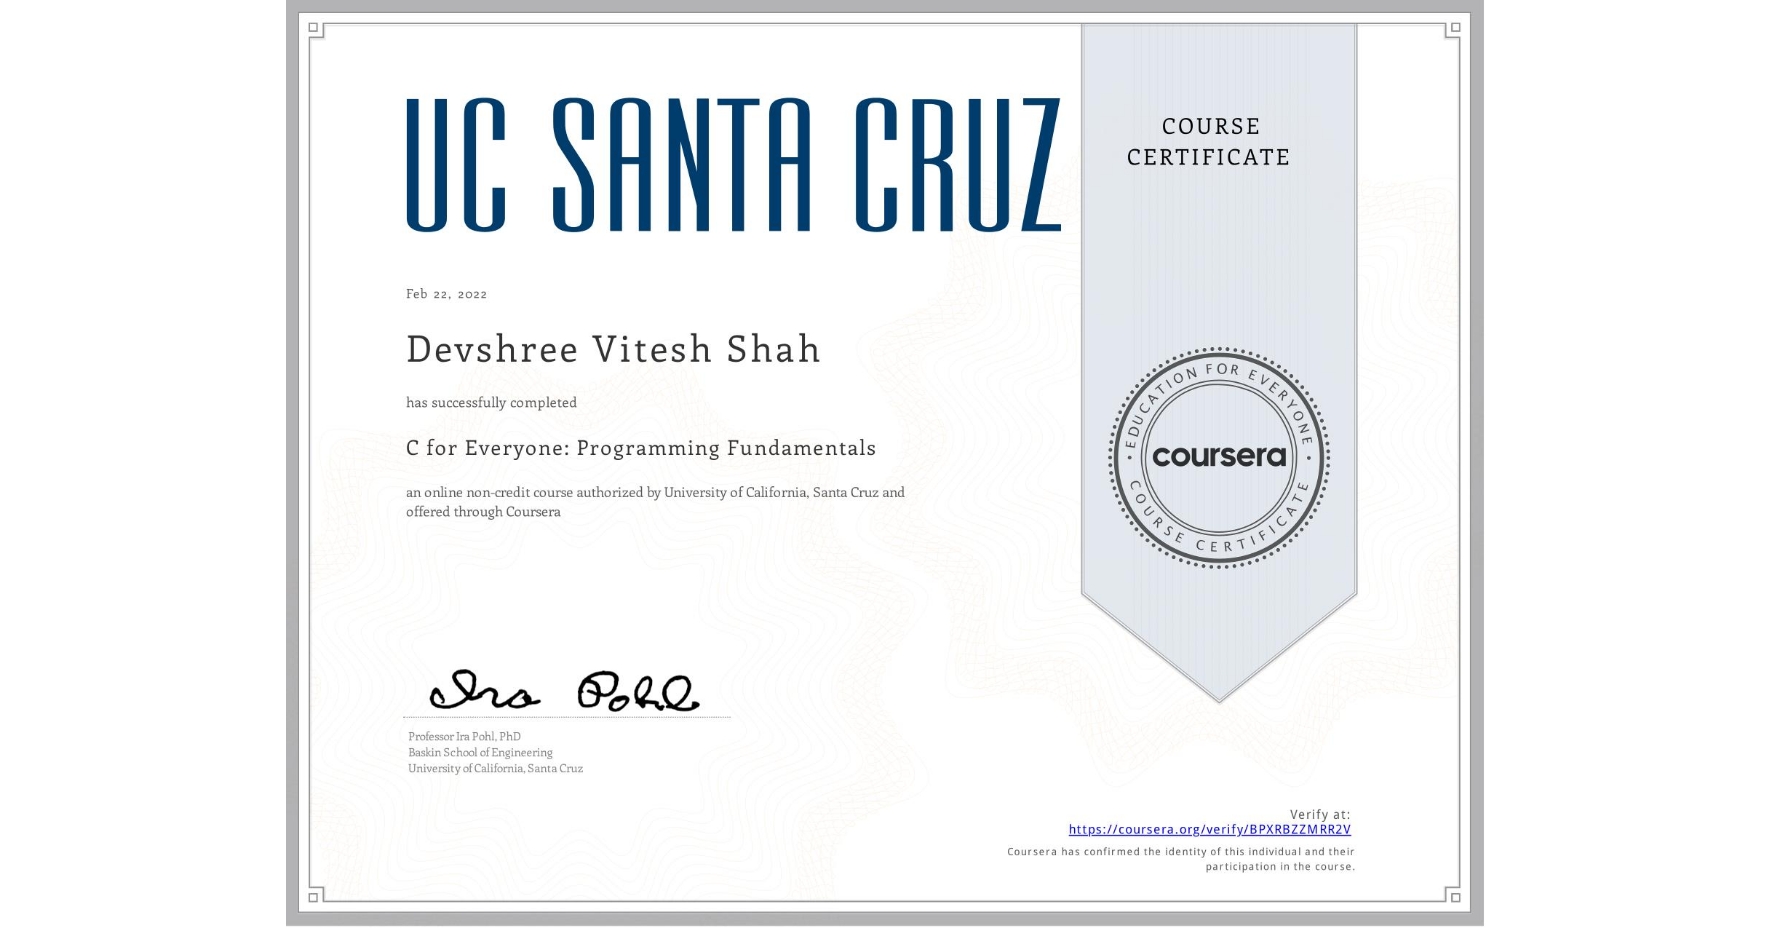 UC SANTA CRUZ
COURSE
CERTIFICATE
Feb 22, 2022
Devshree Vitesh Shah
has successfully completed
C for Everyone: Programming Fundamentals
an online non-credit course authorized by University of California, Santa Cruz and
offered through Coursera
EDUCATION FOR EVERYONE
coursera
COURSE CERTIFICATE
Ira Pohl
Professor Ira Pohl, PhD
Baskin School of Engineering
University of California, Santa Cruz
Verify at:
https://coursera.org/verify/BPXRBZZMRR2V
Coursera has confirmed the identity of this individual and their
participation in the course.